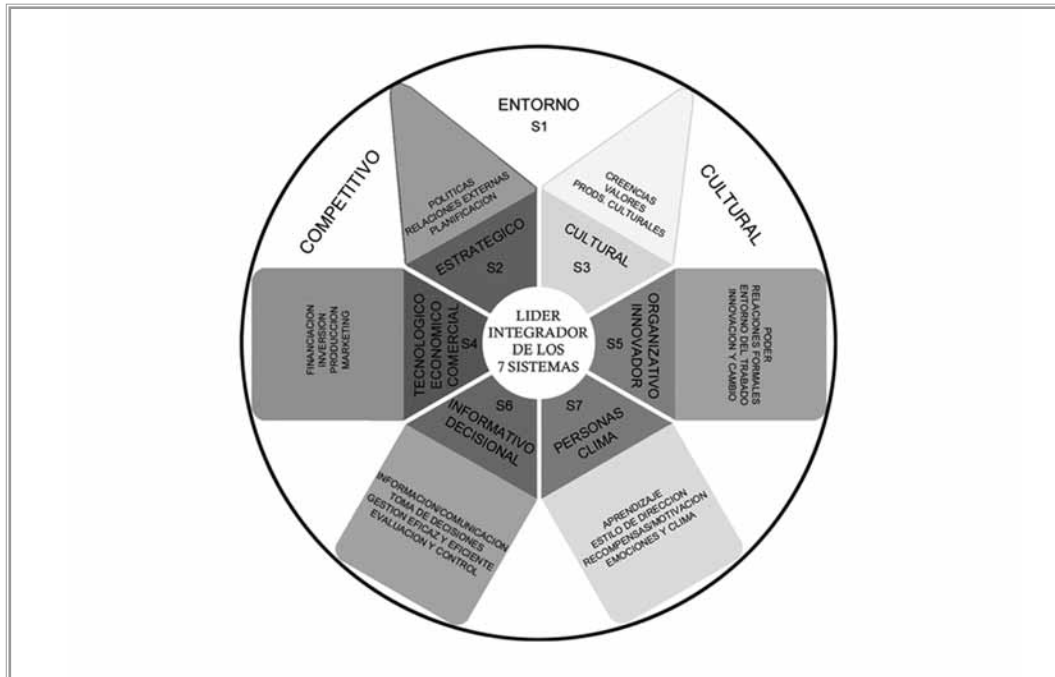 ENTORNO
S1
COMPETITIVO
CULTURAL
POLITICAS
RELACIONES EXTERNAS
PLANIFICACION
ESTRATEGICO
S2
CREENCIAS
VALORES
PRODS. CULTURALES
CULTURAL
S3
LIDER
INTEGRADOR
DE LOS
7 SISTEMAS
FINANCIACION
INVERSION
PRODUCCION
MARKETING
TECNOLOGICO
ECONOMICO
COMERCIAL
S4
S5
ORGANIZATIVO
INNOVADOR
PODER
RELACIONES FORMALES
ENTORNO DEL TRABADO
INNOVACION Y CAMBIO
S6
INFORMATIVO
DECISIONAL
INFORMACION/COMUNICACION
TOMA DE DECISIONES
GESTION EFICAZ Y EFICIENTE
EVALUACION Y CONTROL
S7
PERSONAS
CLIMA
APRENDIZAJE
ESTILO DE DIRECCION
RECOMPENSAS/MOTIVACION
EMOCIONES Y CLIMA